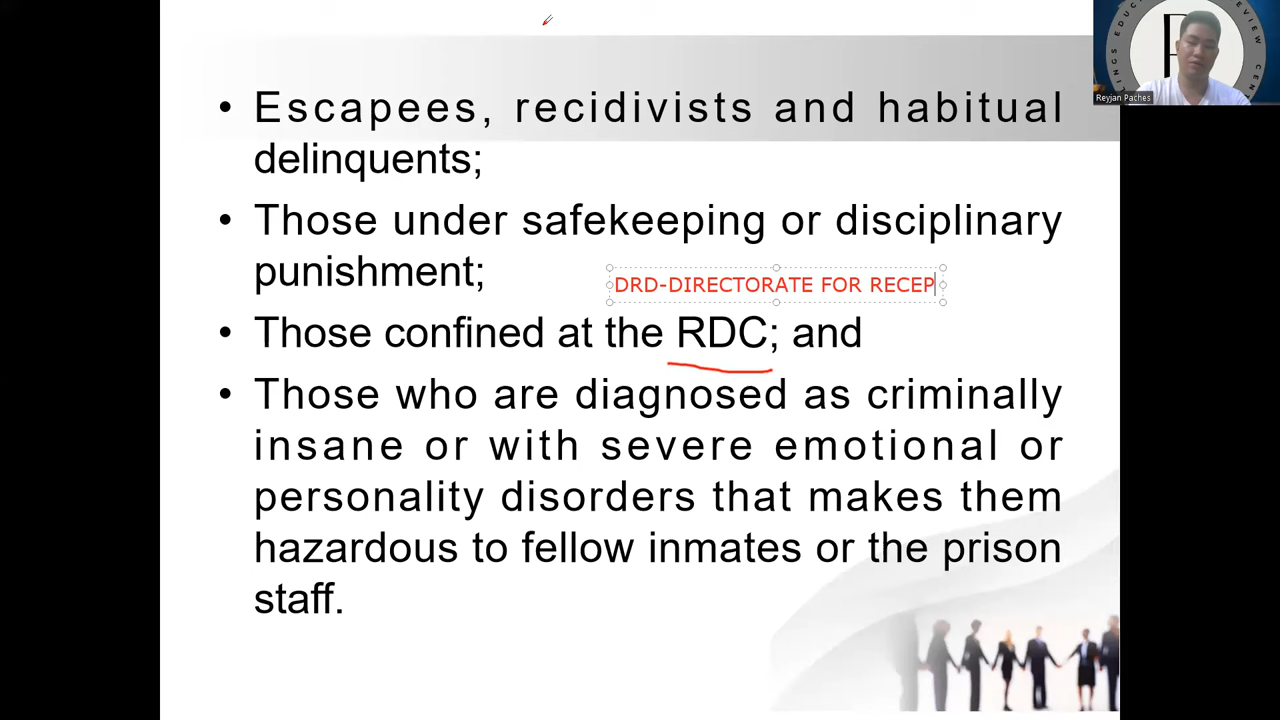 • Escapees, recidivists and habitual
delinquents;
• Those under safekeeping or disciplinary
punishment;
DRD-DIRECTORATE FOR RECEP
• Those confined at the RDC; and
• Those who are diagnosed as criminally
insane or with severe emotional or
personality disorders that makes them
hazardous to fellow inmates or the prison
staff.
Reyjan Paches